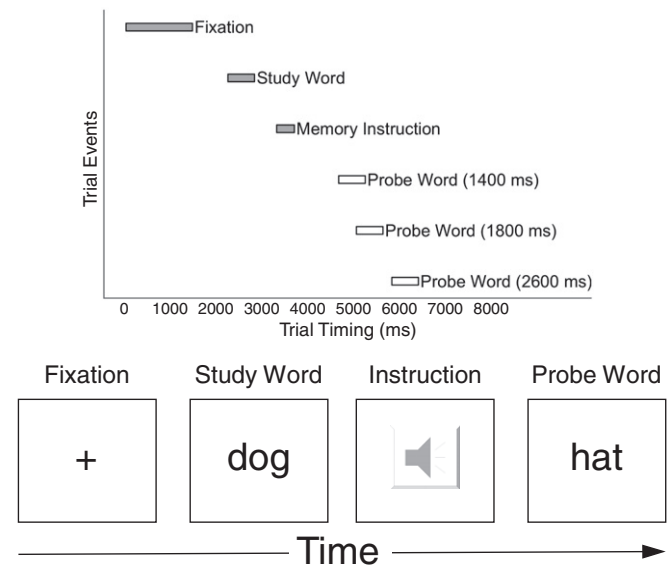 Fixation
Study Word
Memory Instruction
Probe Word (1400 ms)
Probe Word (1800 ms)
Probe Word (2600 ms)
Trial Events
0 1000 2000 3000 4000 5000 6000 7000 8000
Trial Timing (ms)
Fixation Study Word Instruction Probe Word
+ dog hat
Time